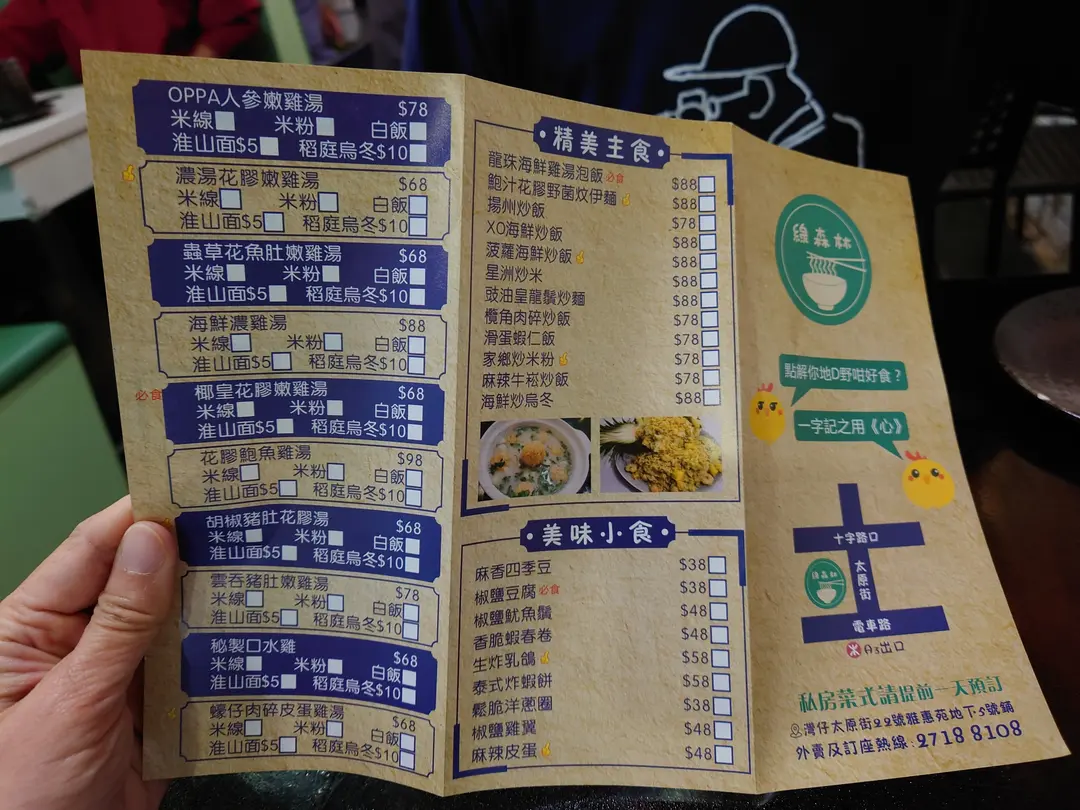 OPPA人參嫩雞湯 $78
米線 米粉 白飯
淮山面$5 稻庭烏冬$10
濃湯花膠嫩雞湯 $68
米線 米粉 白飯
淮山面$5 稻庭烏冬$10
蟲草花魚肚嫩雞湯 $68
米線 米粉 白飯
淮山面$5 稻庭烏冬$10
海鮮濃雞湯 $88
米線 米粉 白飯
淮山面$5 稻庭烏冬$10
必食 椰皇花膠嫩雞湯 $68
米線 米粉 白飯
淮山面$5 稻庭烏冬$10
花膠鮑魚雞湯 $98
米線 米粉 白飯
淮山面$5 稻庭烏冬$10
胡椒豬肚花膠湯 $68
米線 米粉 白飯
淮山面$5 稻庭烏冬$10
雲吞豬肚嫩雞湯 $78
米線 米粉 白飯
淮山面$5 稻庭烏冬$10
秘製口水雞 $68
米線 米粉 白飯
淮山面$5 稻庭烏冬$10
蠔仔肉碎皮蛋雞湯 $68
米線 米粉 白飯
淮山面$5 稻庭烏冬$10
精美主食
龍珠海鮮雞湯泡飯 必食 $88
鮑汁花膠野菌炆伊麵 $88
揚州炒飯 $78
XO海鮮炒飯 $88
菠蘿海鮮炒飯 $88
星洲炒米 $88
豉油皇龍鬚炒麵 $88
欖角肉碎炒飯 $78
滑蛋蝦仁飯 $78
家鄉炒米粉 $78
麻辣牛崧炒飯 $78
海鮮炒烏冬 $88
美味小食
麻香四季豆 $38
椒鹽豆腐 必食 $38
椒鹽魷魚鬚 $48
香脆蝦春卷 $48
生炸乳鴿 $58
泰式炸蝦餅 $58
鬆脆洋蔥圈 $38
椒鹽雞翼 $48
麻辣皮蛋 $48
綠森林
點解你地D野咁好食？
一字記之用《心》
十字路口
太原街
綠森林
電車路
A3出口
私房菜式請提前一天預訂
灣仔太原街22號雅惠苑地下5號鋪
外賣及訂座熱線：2718 8108